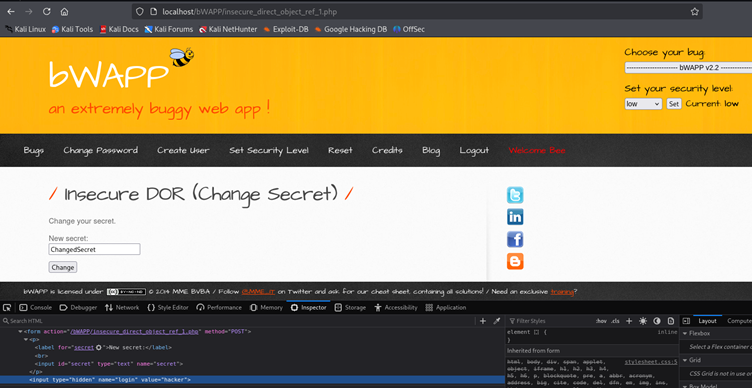 localhost/bWAPP/insecure_direct_object_ref_1.php
Kali Linux Kali Tools Kali Docs Kali Forums Kali NetHunter Exploit-DB Google Hacking DB OffSec
Choose your bug:
---------------------- bWAPP v2.2 ----------------------
bWAPP
an extremely buggy web app !
Set your security level:
low Set Current: low
Bugs Change Password Create User Set Security Level Reset Credits Blog Logout Welcome Bee
/ Insecure DOR (Change Secret) /
Change your secret.
New secret:
ChangedSecret
Change
bWAPP is licensed under © 2014 MME BVBA / Follow @MME_IT on Twitter and ask for our cheat sheet, containing all solutions! / Need an exclusive training?
Console Debugger Network Style Editor Performance Memory Inspector Storage Accessibility Application
Search HTML Filter Styles :hov .cls Layout Compute
<form action="/bWAPP/insecure_direct_object_ref_1.php" method="POST">
<p>
<label for="secret">New secret:</label>
<br>
<input id="secret" type="text" name="secret">
</p>
<input type="hidden" name="login" value="hacker">
element { inline
}
Inherited from form
html, body, div, span, applet, stylesheet.css:5
object, iframe, h1, h2, h3, h4,
h5, h6, p, blockquote, pre, a, abbr, acronym,
address, big, cite, code, del, dfn, em, img, ins,
Flexbox
Select a Flex container
Grid
CSS Grid is not in use o